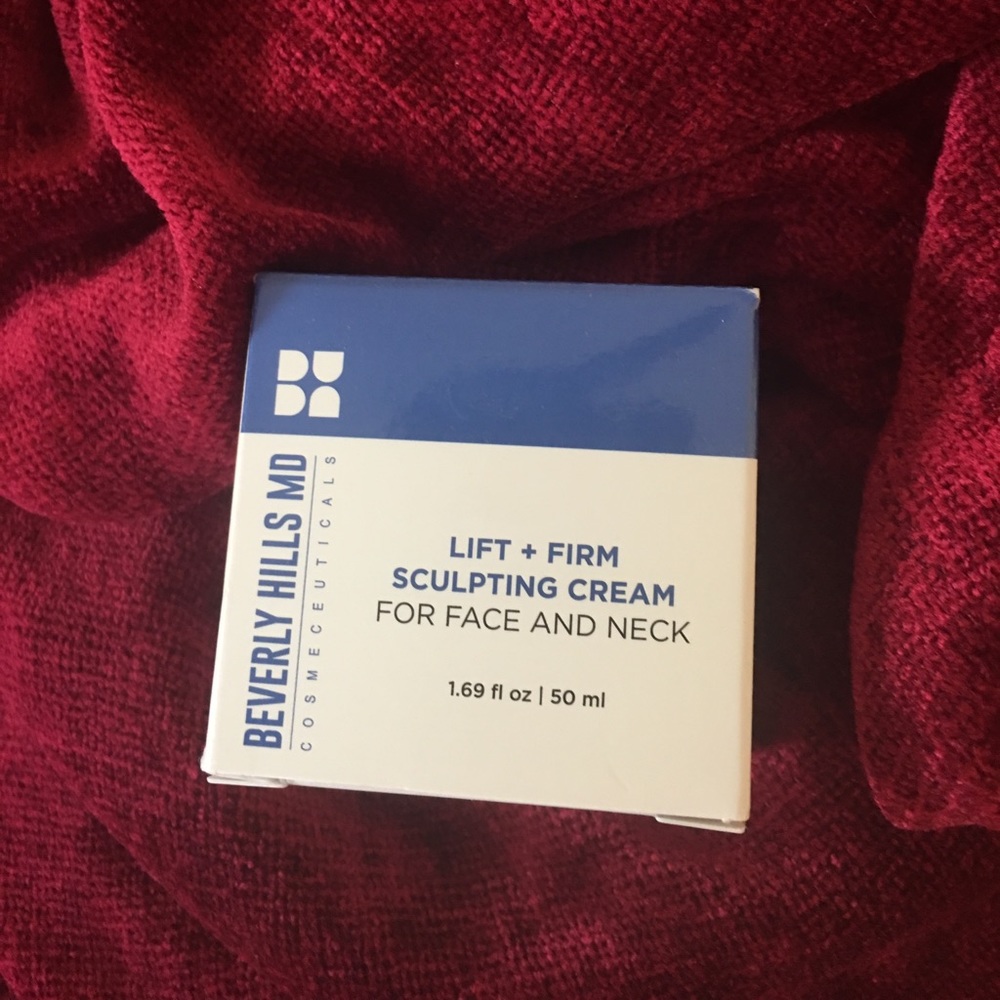 BEVERLY HILLS MD
COSMECEUTICALS
LIFT + FIRM
SCULPTING CREAM
FOR FACE AND NECK
1.69 fl oz | 50 ml